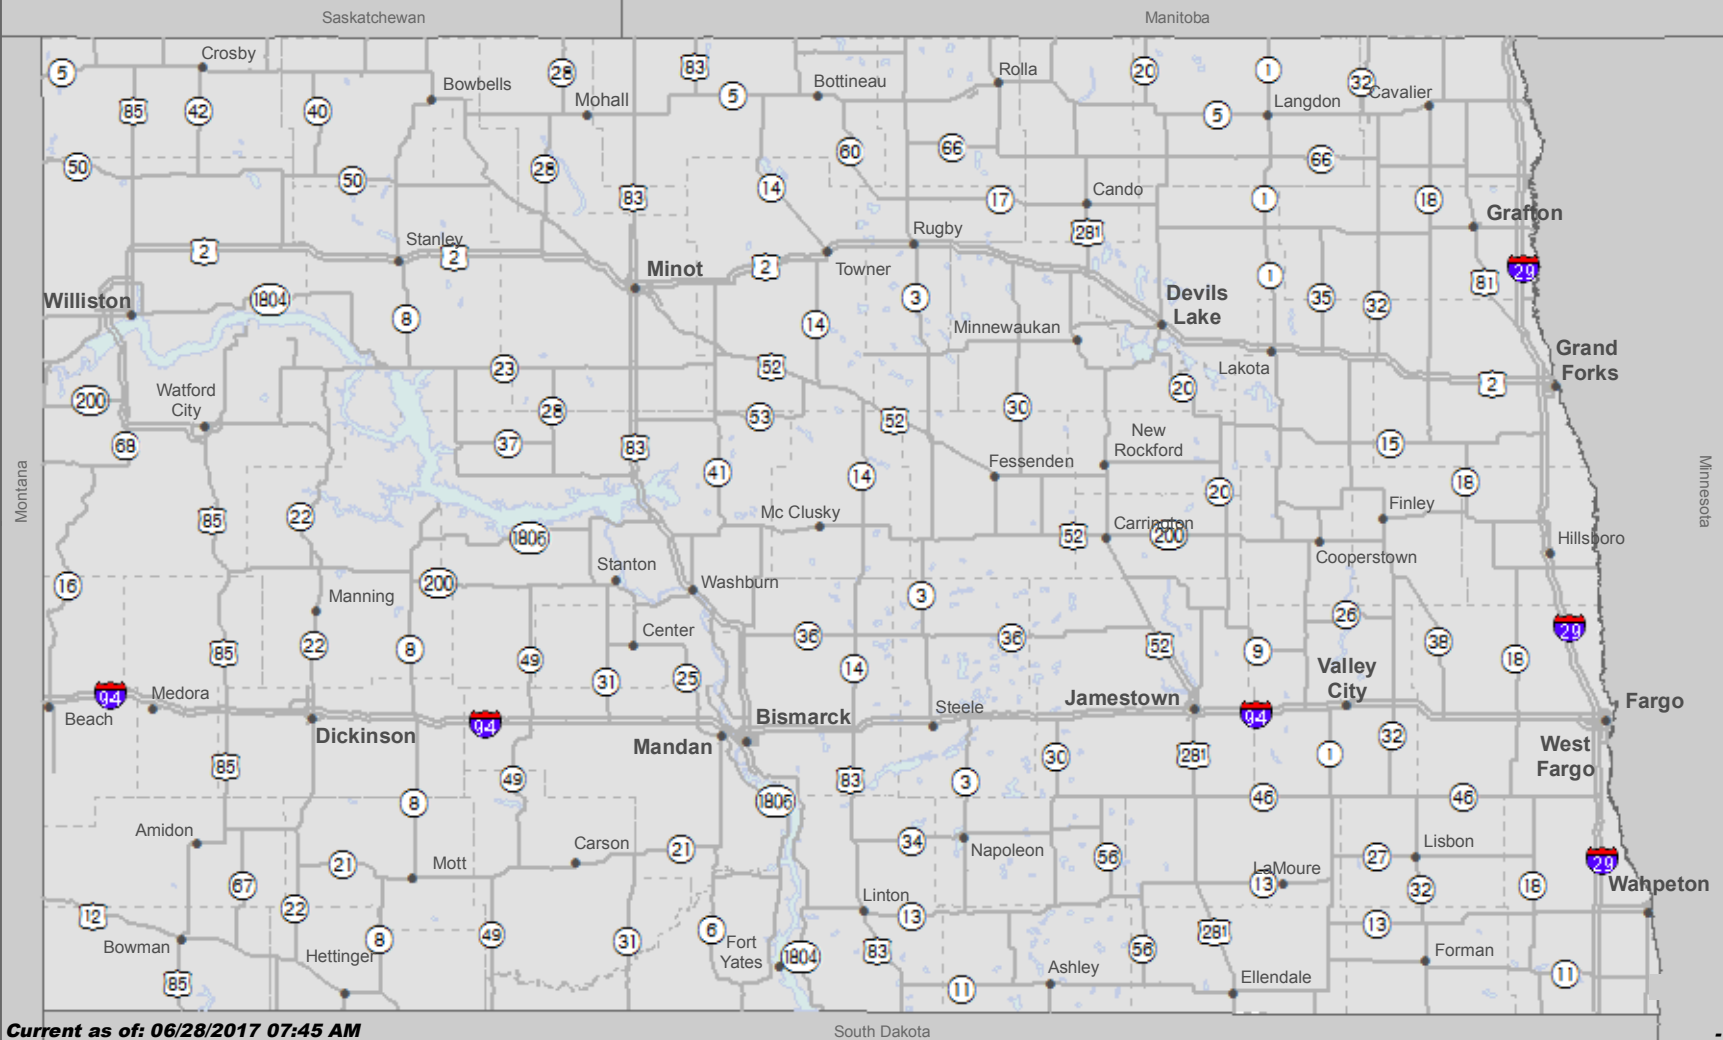 Saskatchewan
Manitoba
Crosby
5
Bowbells
28
83
Bottineau
Rolla
20
1
32
Cavalier
85
42
40
Mohall
5
5
Langdon
50
50
28
60
66
66
83
14
17
Cando
1
18
Grafton
2
Stanley
2
Rugby
281
Minot
2
Towner
1
81
29
Williston
1804
8
14
3
Devils
Lake
35
32
Minnewaukan
Grand
Forks
23
52
Lakota
200
Watford
City
20
2
28
53
52
30
68
37
83
New
Rockford
15
Montana
41
14
Fessenden
20
18
Minnesota
85
22
Mc Clusky
Finley
1806
52
Carrington
200
Cooperstown
Hillsboro
16
200
Stanton
Washburn
Manning
3
26
22
85
8
Center
36
36
52
9
38
29
49
31
25
14
Valley
City
18
94
Medora
Beach
Dickinson
94
Mandan
Bismarck
Steele
Jamestown
94
Fargo
85
49
83
30
281
1
32
West
Fargo
8
1806
3
46
46
Amidon
21
Mott
Carson
21
34
Napoleon
56
27
Lisbon
29
67
22
LaMoure
13
32
18
Wahpeton
12
Linton
13
13
Bowman
8
49
31
6
Fort
Yates
1804
83
56
281
Forman
Hettinger
85
11
Ashley
Ellendale
11
Current as of: 06/28/2017 07:45 AM
South Dakota
-